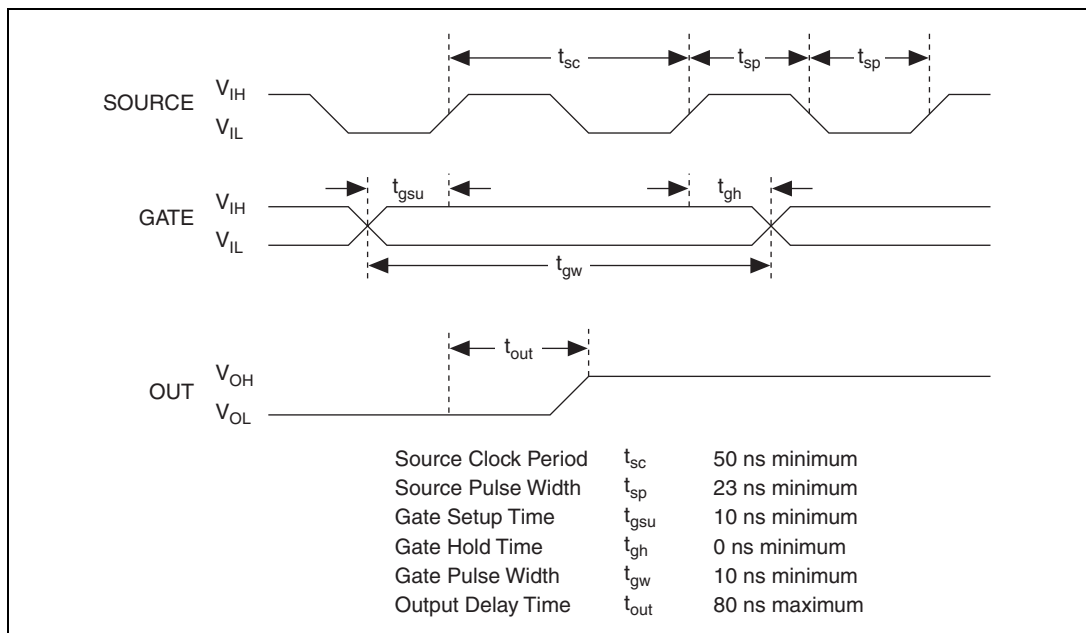 t_sc t_sp t_sp
SOURCE V_IH
V_IL
t_gsu t_gh
GATE V_IH
V_IL
t_gw
t_out
OUT V_OH
V_OL
Source Clock Period t_sc 50 ns minimum
Source Pulse Width t_sp 23 ns minimum
Gate Setup Time t_gsu 10 ns minimum
Gate Hold Time t_gh 0 ns minimum
Gate Pulse Width t_gw 10 ns minimum
Output Delay Time t_out 80 ns maximum